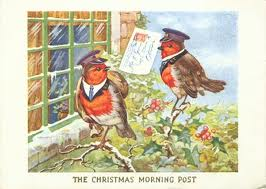 THE CHRISTMAS MORNING POST